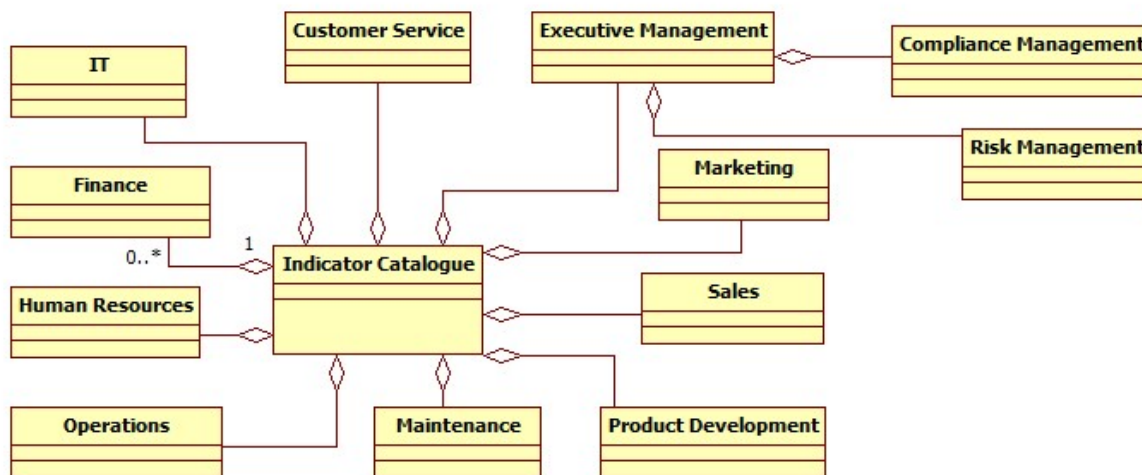 Customer Service
Executive Management
Compliance Management
IT
Risk Management
Marketing
Finance
0..*
1
Indicator Catalogue
Human Resources
Sales
Operations
Maintenance
Product Development